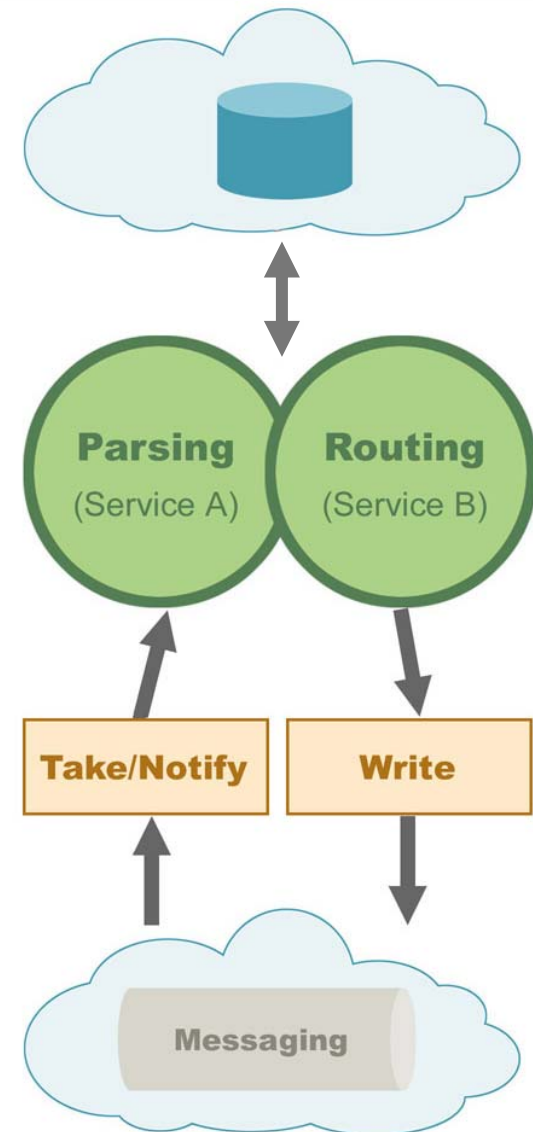 Parsing
(Service A)
Routing
(Service B)
Take/Notify
Write
Messaging